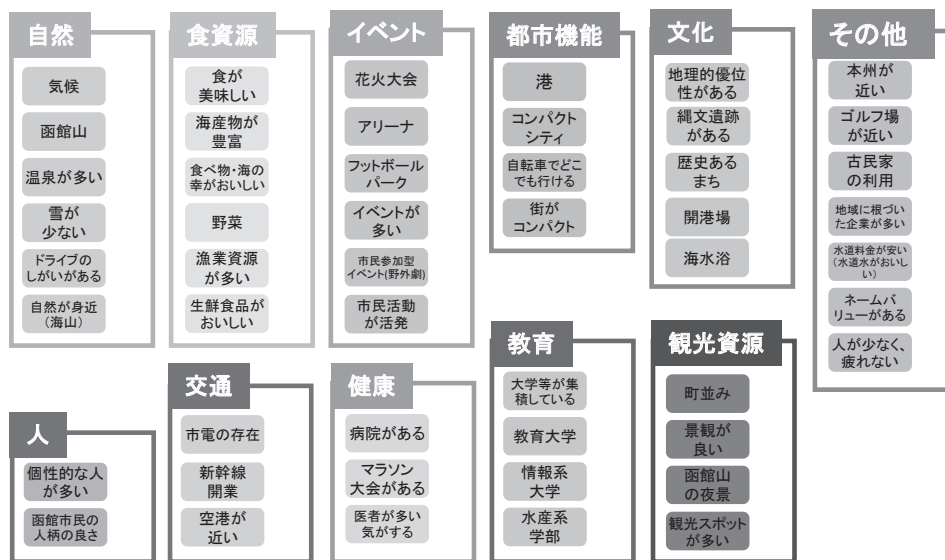 自然
気候
函館山
温泉が多い
雪が
少ない
ドライブの
しがいがある
自然が身近
（海山）
食資源
食が
美味しい
海産物が
豊富
食べ物・海の
幸がおいしい
野菜
漁業資源
が多い
生鮮食品が
おいしい
イベント
花火大会
アリーナ
フットボール
パーク
イベントが
多い
市民参加型
イベント(野外劇)
市民活動
が活発
都市機能
港
コンパクト
シティ
自転車でどこ
でも行ける
街が
コンパクト
文化
地理的優位
性がある
縄文遺跡
がある
歴史ある
まち
開港場
海水浴
その他
本州が
近い
ゴルフ場
が近い
古民家
の利用
地域に根づい
た企業が多い
水道料金が安い
（水道水がおいし
い）
ネームバ
リューがある
人が少なく、
疲れない
人
個性的な人
が多い
函館市民の
人柄の良さ
交通
市電の存在
新幹線
開業
空港が
近い
健康
病院がある
マラソン
大会がある
医者が多い
気がする
教育
大学等が集
積している
教育大学
情報系
大学
水産系
学部
観光資源
町並み
景観が
良い
函館山
の夜景
観光スポット
が多い